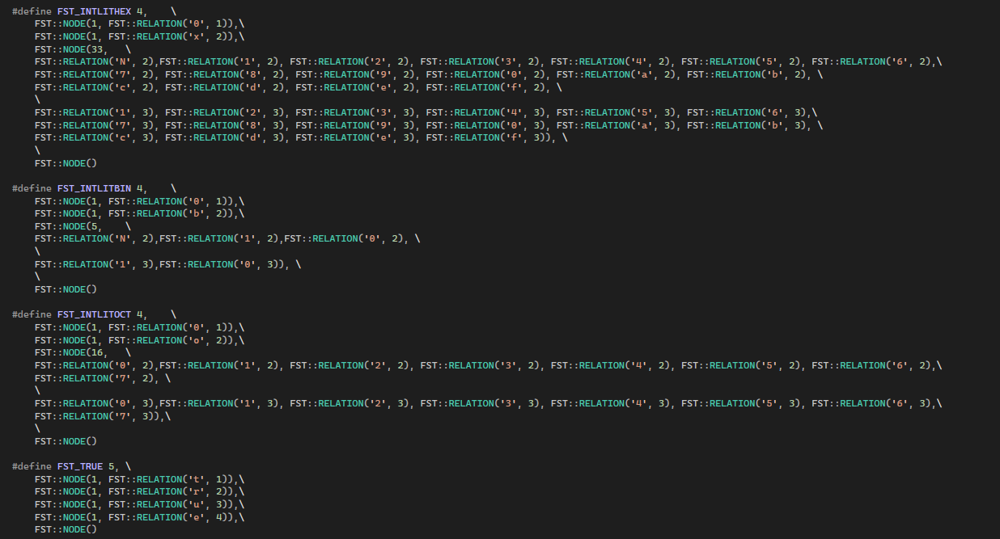 #define FST_INTLITHEX 4,    \
    FST::NODE(1, FST::RELATION('0', 1)),\
    FST::NODE(1, FST::RELATION('x', 2)),\
    FST::NODE(33,   \
    FST::RELATION('N', 2),FST::RELATION('1', 2), FST::RELATION('2', 2), FST::RELATION('3', 2), FST::RELATION('4', 2), FST::RELATION('5', 2), FST::RELATION('6', 2),\
    FST::RELATION('7', 2), FST::RELATION('8', 2), FST::RELATION('9', 2), FST::RELATION('0', 2), FST::RELATION('a', 2), FST::RELATION('b', 2), \
    FST::RELATION('c', 2), FST::RELATION('d', 2), FST::RELATION('e', 2), FST::RELATION('f', 2), \
    \
    FST::RELATION('1', 3), FST::RELATION('2', 3), FST::RELATION('3', 3), FST::RELATION('4', 3), FST::RELATION('5', 3), FST::RELATION('6', 3),\
    FST::RELATION('7', 3), FST::RELATION('8', 3), FST::RELATION('9', 3), FST::RELATION('0', 3), FST::RELATION('a', 3), FST::RELATION('b', 3), \
    FST::RELATION('c', 3), FST::RELATION('d', 3), FST::RELATION('e', 3), FST::RELATION('f', 3)), \
    \
    FST::NODE()

#define FST_INTLITBIN 4,    \
    FST::NODE(1, FST::RELATION('0', 1)),\
    FST::NODE(1, FST::RELATION('b', 2)),\
    FST::NODE(5,    \
    FST::RELATION('N', 2),FST::RELATION('1', 2),FST::RELATION('0', 2), \
    \
    FST::RELATION('1', 3),FST::RELATION('0', 3)), \
    \
    FST::NODE()

#define FST_INTLITOCT 4,    \
    FST::NODE(1, FST::RELATION('0', 1)),\
    FST::NODE(1, FST::RELATION('o', 2)),\
    FST::NODE(16,   \
    FST::RELATION('0', 2),FST::RELATION('1', 2), FST::RELATION('2', 2), FST::RELATION('3', 2), FST::RELATION('4', 2), FST::RELATION('5', 2), FST::RELATION('6', 2),\
    FST::RELATION('7', 2), \
    \
    FST::RELATION('0', 3),FST::RELATION('1', 3), FST::RELATION('2', 3), FST::RELATION('3', 3), FST::RELATION('4', 3), FST::RELATION('5', 3), FST::RELATION('6', 3),\
    FST::RELATION('7', 3)),\
    \
    FST::NODE()

#define FST_TRUE 5, \
    FST::NODE(1, FST::RELATION('t', 1)),\
    FST::NODE(1, FST::RELATION('r', 2)),\
    FST::NODE(1, FST::RELATION('u', 3)),\
    FST::NODE(1, FST::RELATION('e', 4)),\
    FST::NODE()